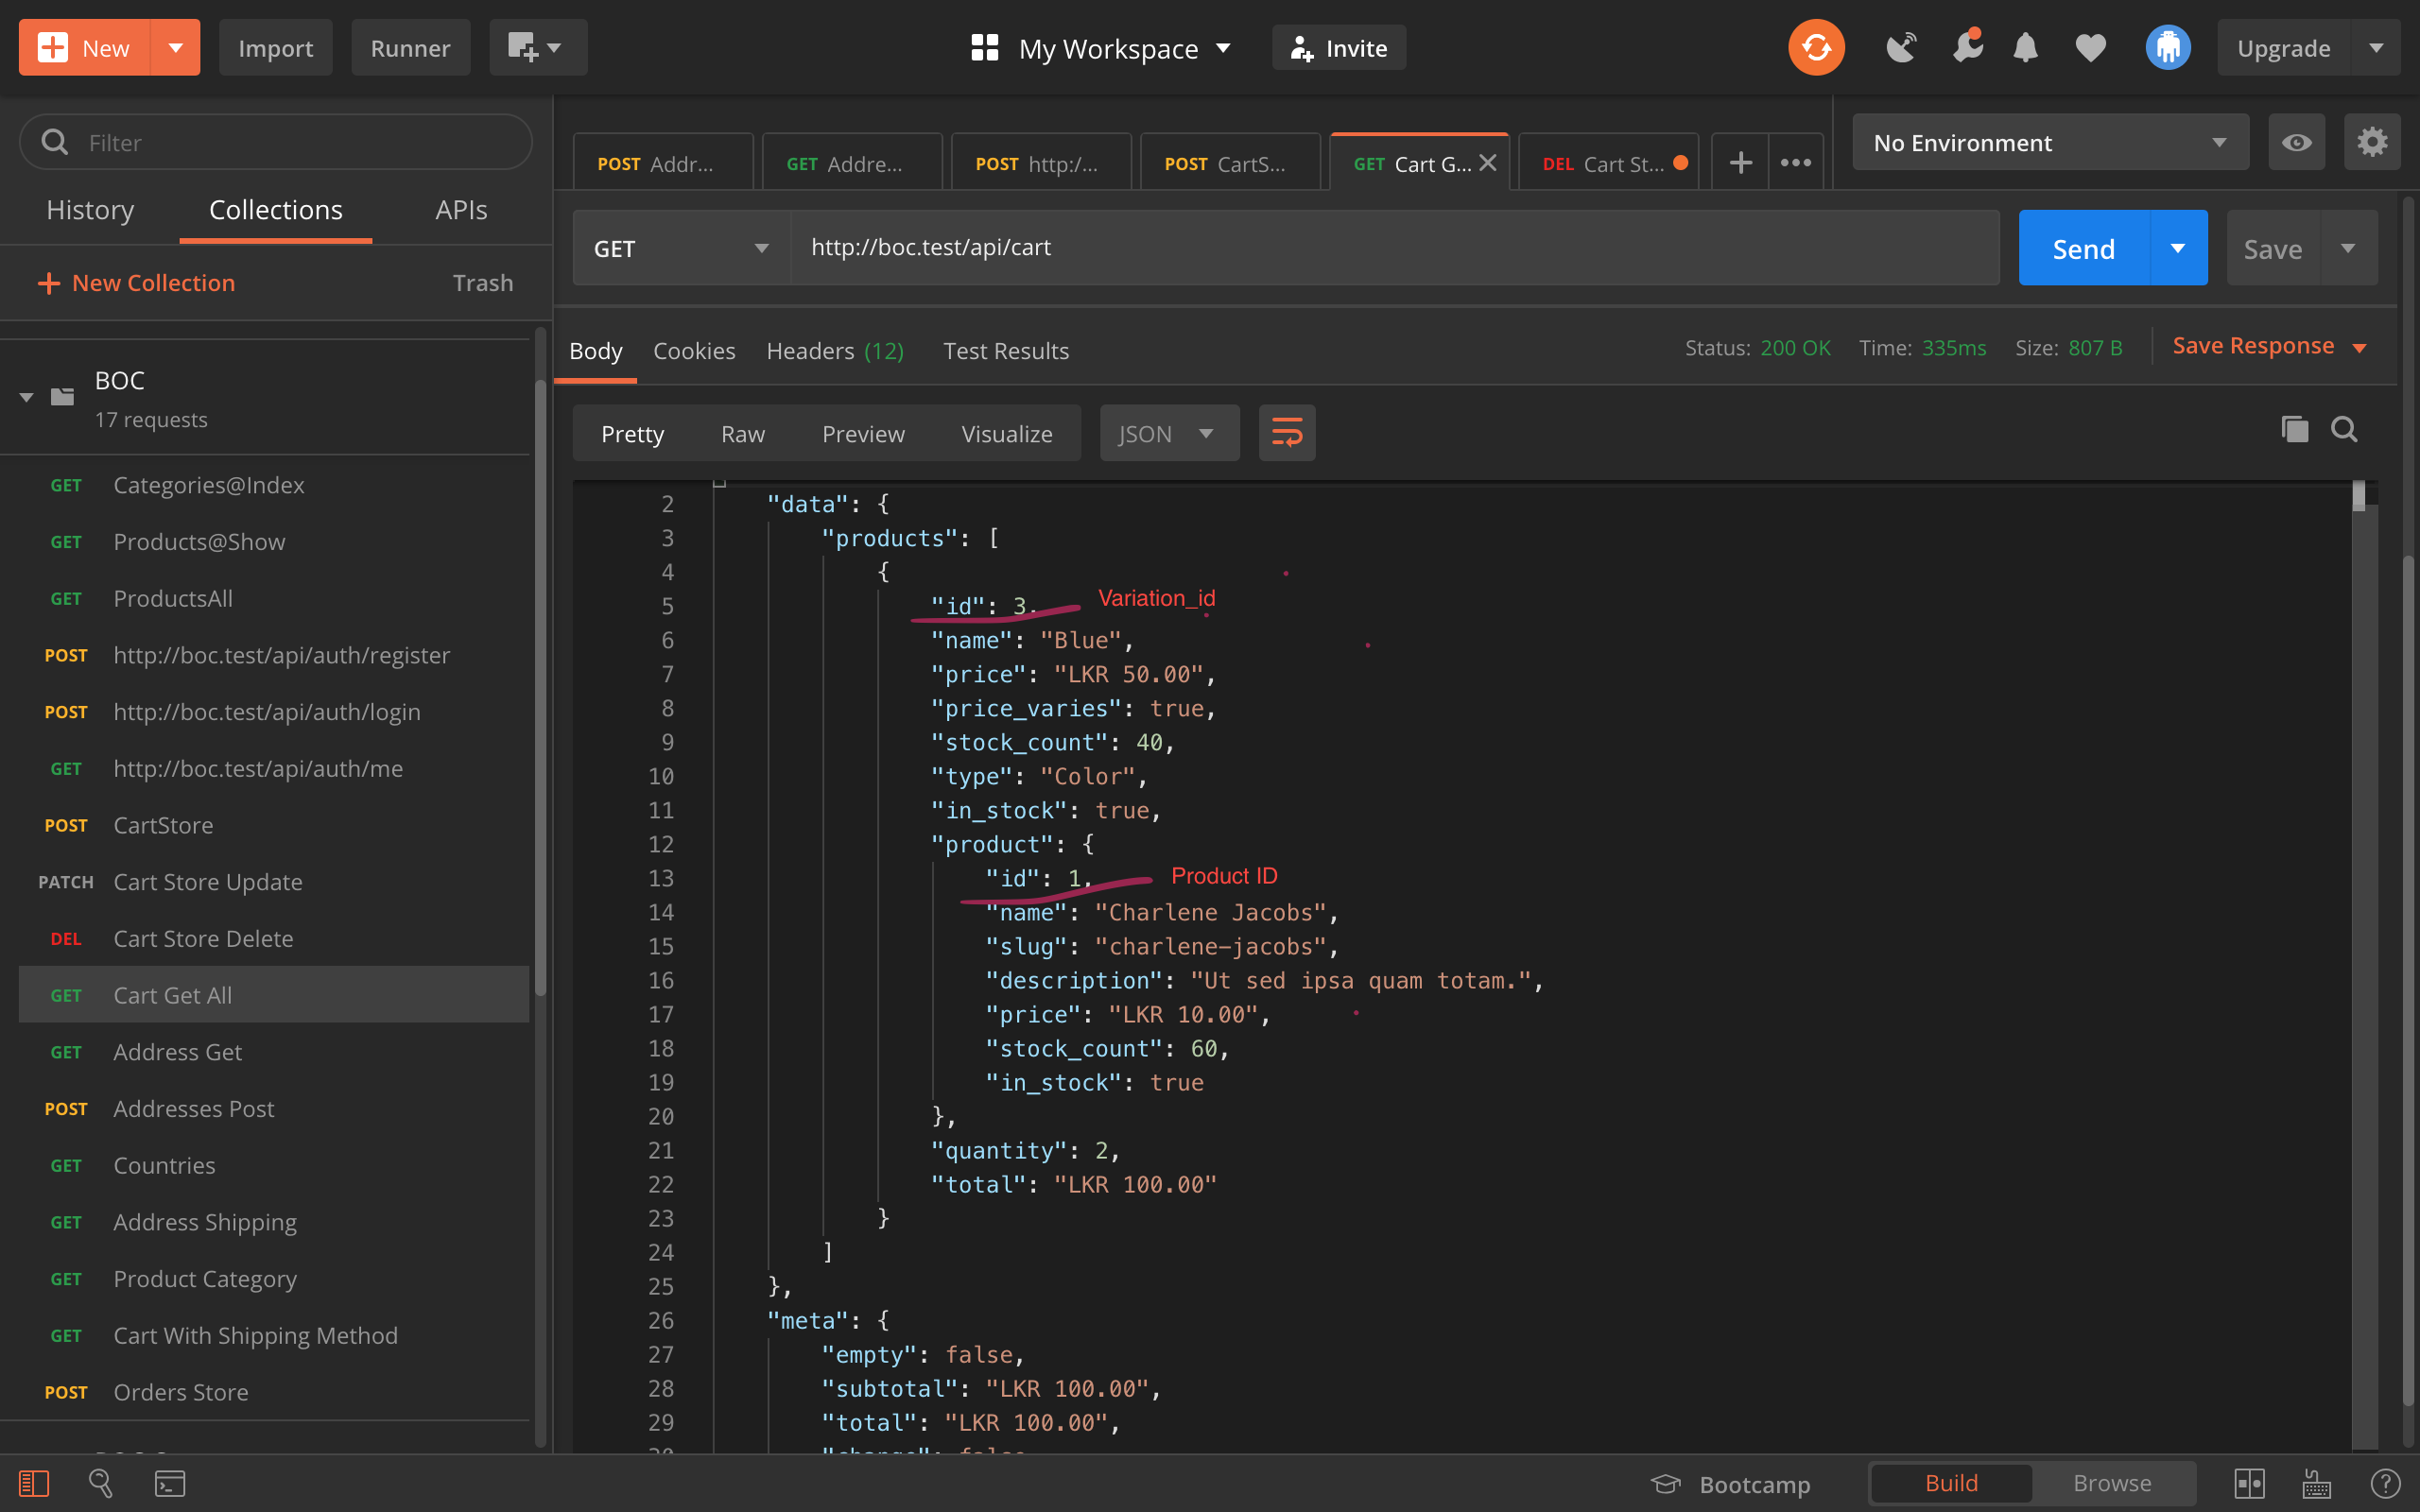 New Import Runner My Workspace Invite Upgrade
Filter
History Collections APIs
New Collection Trash
BOC
17 requests
GET Categories@Index
GET Products@Show
GET ProductsAll
POST http://boc.test/api/auth/register
POST http://boc.test/api/auth/login
GET http://boc.test/api/auth/me
POST CartStore
PATCH Cart Store Update
DEL Cart Store Delete
GET Cart Get All
GET Address Get
POST Addresses Post
GET Countries
GET Address Shipping
GET Product Category
GET Cart With Shipping Method
POST Orders Store
POST Addr... GET Addre... POST http:/... POST CartS... GET Cart G... DEL Cart St... No Environment
GET http://boc.test/api/cart Send Save
Body Cookies Headers (12) Test Results Status: 200 OK Time: 335ms Size: 807 B Save Response
Pretty Raw Preview Visualize JSON
2 "data": {
3 "products": [
4 {
5 "id": 3, Variation_id
6 "name": "Blue",
7 "price": "LKR 50.00",
8 "price_varies": true,
9 "stock_count": 40,
10 "type": "Color",
11 "in_stock": true,
12 "product": {
13 "id": 1, Product ID
14 "name": "Charlene Jacobs",
15 "slug": "charlene-jacobs",
16 "description": "Ut sed ipsa quam totam.",
17 "price": "LKR 10.00",
18 "stock_count": 60,
19 "in_stock": true
20 },
21 "quantity": 2,
22 "total": "LKR 100.00"
23 }
24 ]
25 },
26 "meta": {
27 "empty": false,
28 "subtotal": "LKR 100.00",
29 "total": "LKR 100.00",
Bootcamp Build Browse